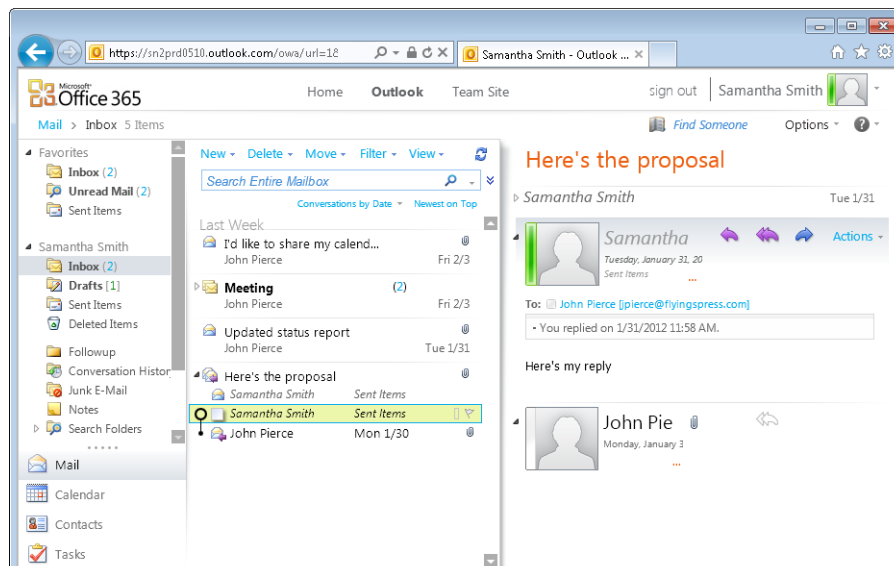 https://sn2prd0510.outlook.com/owa/url=1&
Samantha Smith - Outlook ...
Microsoft
Office 365
Home Outlook Team Site
sign out Samantha Smith
Mail > Inbox 5 Items
Find Someone Options
Favorites
Inbox (2)
Unread Mail (2)
Sent Items
Samantha Smith
Inbox (2)
Drafts [1]
Sent Items
Deleted Items
Followup
Conversation Histor
Junk E-Mail
Notes
Search Folders
Mail
Calendar
Contacts
Tasks
New Delete Move Filter View
Search Entire Mailbox
Conversations by Date Newest on Top
Last Week
I'd like to share my calend...
John Pierce Fri 2/3
Meeting (2)
John Pierce Fri 2/3
Updated status report
John Pierce Tue 1/31
Here's the proposal
Samantha Smith Sent Items
Samantha Smith Sent Items
John Pierce Mon 1/30
Here's the proposal
Samantha Smith Tue 1/31
Samantha Actions
Tuesday, January 31, 20
Sent Items
...
To: John Pierce [jpierce@flyingspress.com]
- You replied on 1/31/2012 11:58 AM.
Here's my reply
John Pie
Monday, January 3
...